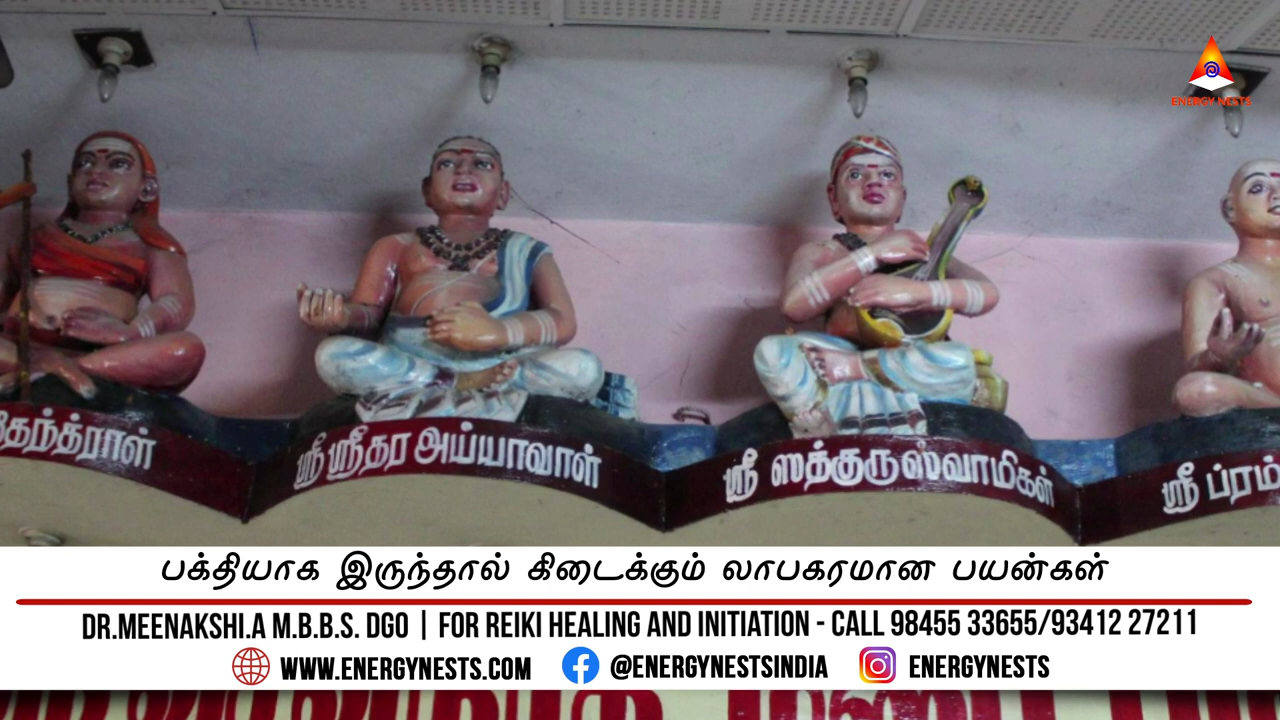 ENERGY NESTS
ஸ்ரீ ஸ்ரீதர அய்யாவாள்
ஸ்ரீ ஸத்குருஸ்வாமிகள்
ஸ்ரீ
பக்தியாக இருந்தால் கிடைக்கும் லாபகரமான பயன்கள்
DR.MEENAKSHI.A M.B.B.S. DGO | FOR REIKI HEALING AND INITIATION - CALL 98455 33655/93412 27211
WWW.ENERGYNESTS.COM @ENERGYNESTSINDIA ENERGYNESTS